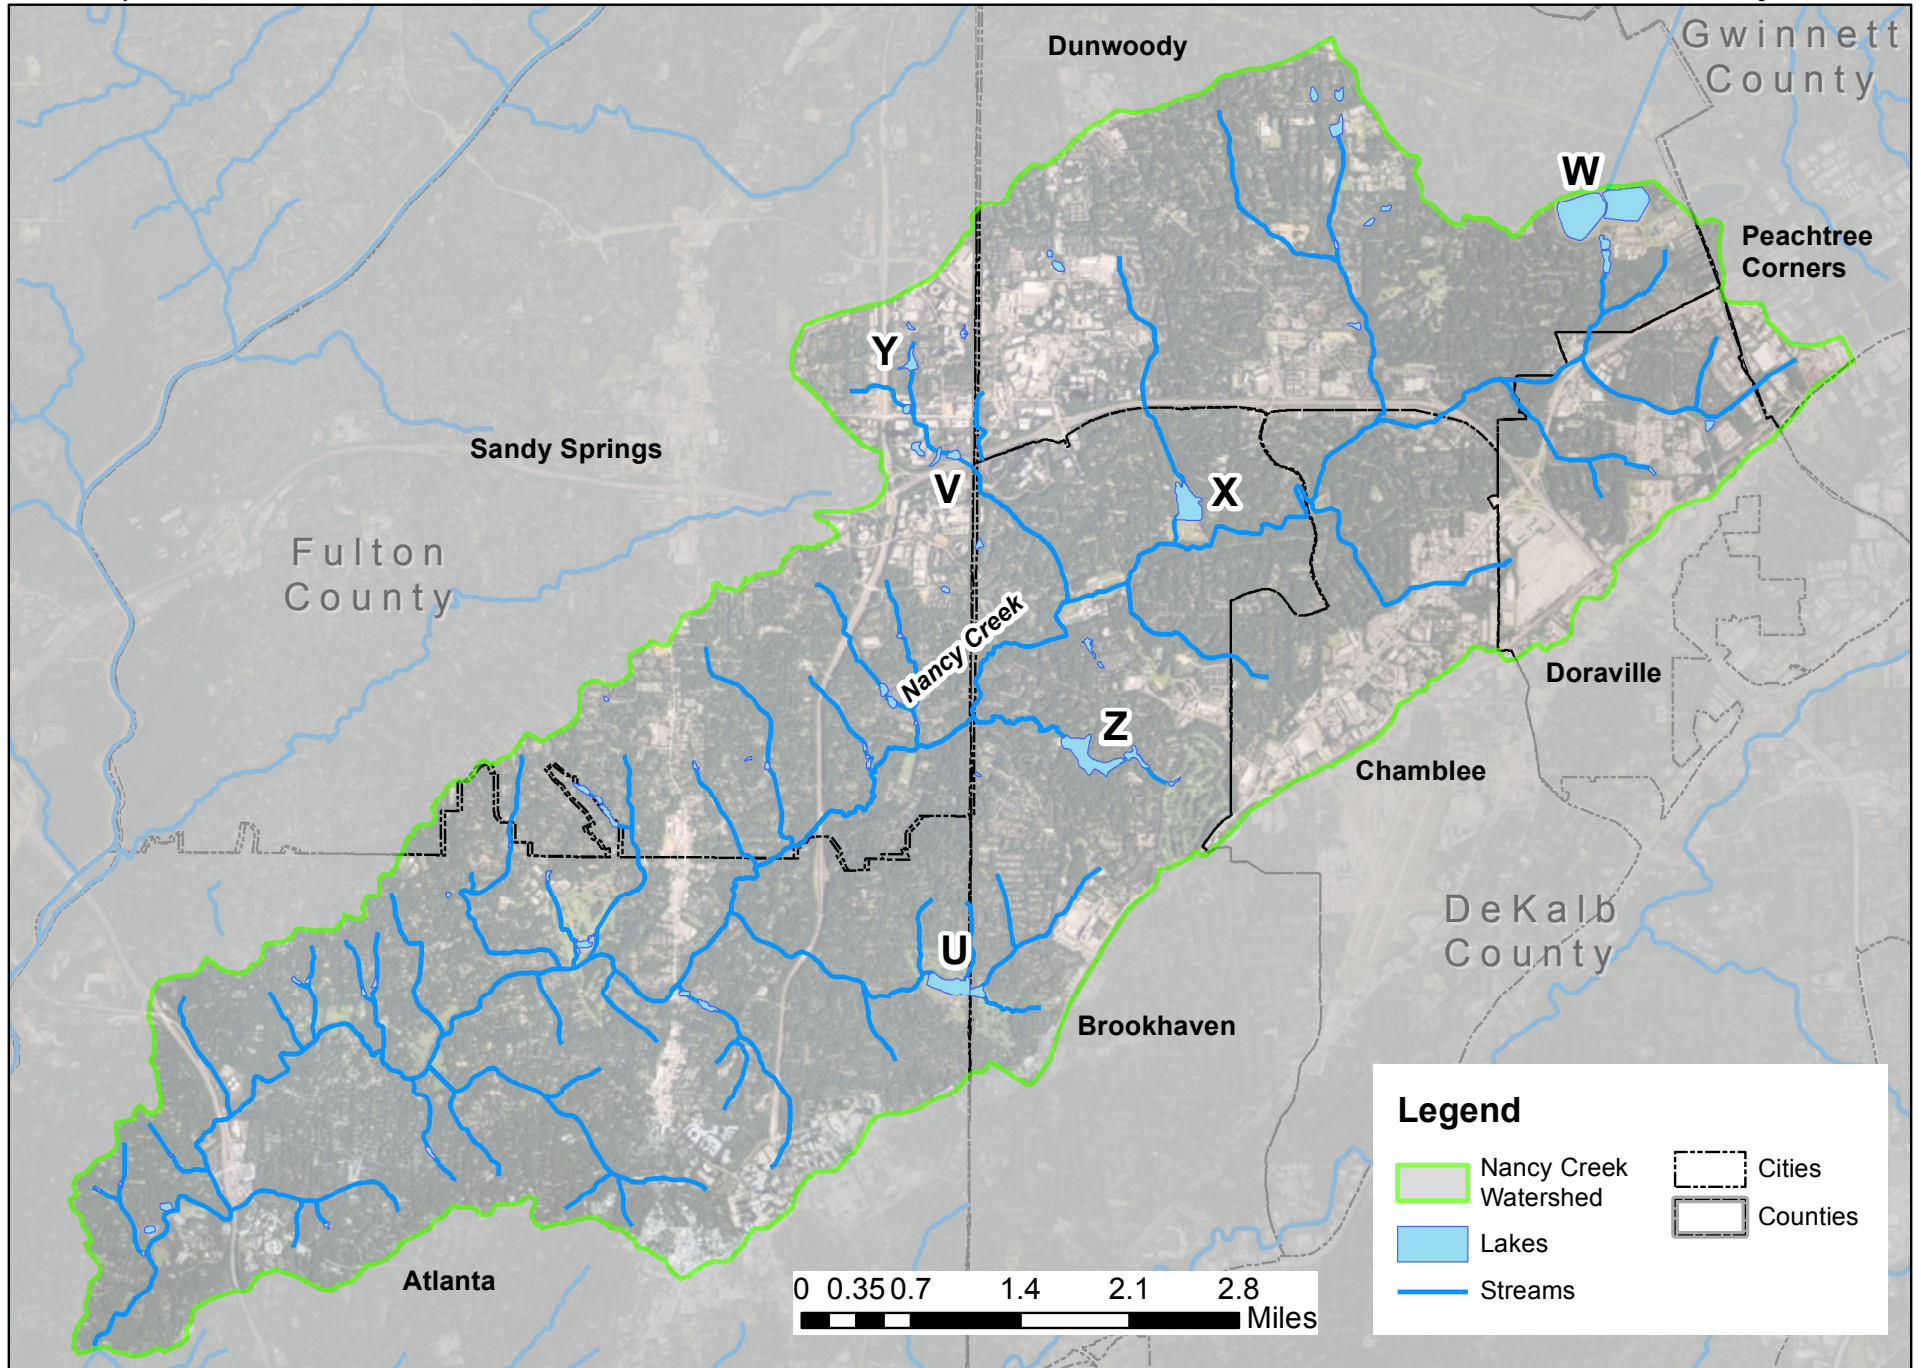 Dunwoody
Gwinnett
County
W
Peachtree
Corners
Y
Sandy Springs
V
X
Fulton
County
Nancy Creek
Z
Doraville
Chamblee
DeKalb
County
U
Brookhaven
Atlanta
Legend
Nancy Creek
Watershed
Lakes
Streams
Cities
Counties
0 0.35 0.7 1.4 2.1 2.8
Miles